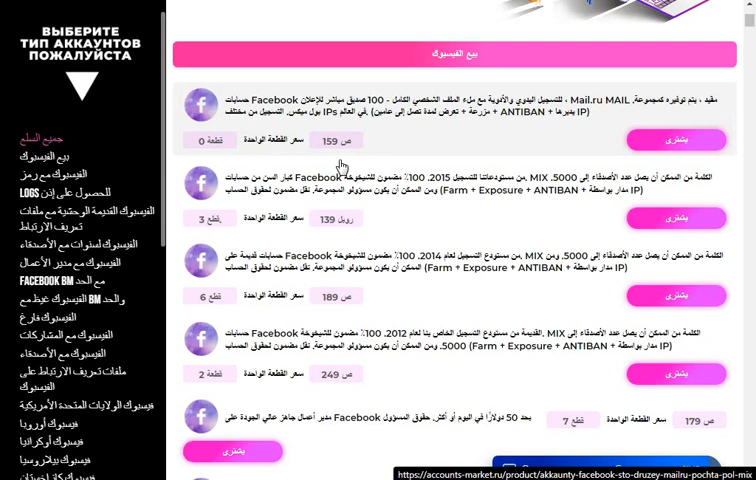 ВЫБЕРИТЕ
ТИП АККАУНТОВ
ПОЖАЛУЙСТА
جميع السلع
بيع الفيسبوك
الفيسبوك مع رمز
للحصول على إذن LOGS
الفيسبوك القديمة الوحشية مع ملفات
تعريف الارتباط
الفيسبوك لسنوات مع الأصدقاء
الفيسبوك مع مدير الأعمال
مع الحد FACEBOOK BM
والحد BM الفيسبوك غيظ مع
الفيسبوك فارغ
الفيسبوك مع المشاركات
الفيسبوك مع الأصدقاء
ملفات تعريف الارتباط على
الفيسبوك
فيسبوك الولايات المتحدة الأمريكية
فيسبوك أوروبا
فيسبوك أوكرانيا
فيسبوك بيلاروسيا
بيع الفيسبوك
مقيد ، يتم توفيره كمجموعة. Mail.ru MAIL ، للتسجيل اليدوي والأدوية مع ملء الملف الشخصي الكامل - 100 صديق مباشر للإعلان Facebook حسابات
(IP يديرها + ANTIBAN + مزرعة + تعرض لمدة تصل إلى عامين) .في العالم IPs بول ميكس. التسجيل من مختلف
يشترى
ص 159
سعر القطعة الواحدة
قطعة 0
الكلمة من الممكن أن يصل عدد الأصدقاء إلى 5000. MIX .من مستودعاتنا للتسجيل 2015. 100٪ مضمون للشيخوخة Facebook كبار السن من حسابات
(Farm + Exposure + ANTIBAN + مدار بواسطة IP) ومن الممكن أن يكون مسؤولو المجموعة. نقل مضمون لحقوق الحساب
يشترى
روبل 139
سعر القطعة الواحدة
قطع. 3
الكلمة من الممكن أن يصل عدد الأصدقاء إلى 5000. ومن MIX .من مستودع التسجيل لعام 2014. 100٪ مضمون للشيخوخة Facebook حسابات قديمة على
(Farm + Exposure + ANTIBAN + مدار بواسطة IP) الممكن أن يكون مسؤولو المجموعة. نقل مضمون لحقوق الحساب
يشترى
ص 189
سعر القطعة الواحدة
قطع 6
الكلمة من الممكن أن يصل عدد الأصدقاء إلى MIX .القديمة من مستودع التسجيل الخاص بنا لعام 2012. 100٪ مضمون للشيخوخة Facebook حسابات
(Farm + Exposure + ANTIBAN + مدار بواسطة IP) 5000. ومن الممكن أن يكون مسؤولو المجموعة. نقل مضمون لحقوق الحساب
يشترى
ص 249
سعر القطعة الواحدة
قطعة 2
بحد 50 دولارًا في اليوم أو أكثر. حقوق المسؤول Facebook مدير أعمال جاهز عالي الجودة على
قطع 7
سعر القطعة الواحدة
ص 179
يشترى
https://accounts-market.ru/product/akkaunty-facebook-sto-druzey-mailru-pochta-pol-mix